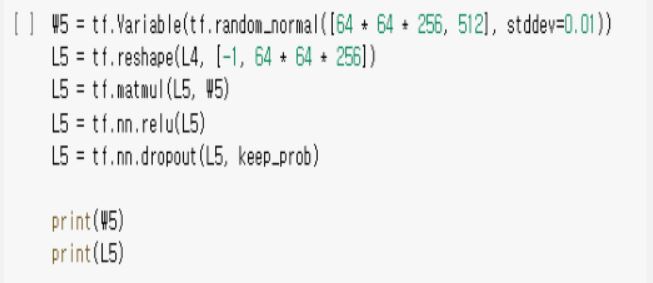 [ ] W5 = tf.Variable(tf.random_normal([64 * 64 * 256, 512], stddev=0.01))
L5 = tf.reshape(L4, [-1, 64 * 64 * 256])
L5 = tf.matmul(L5, W5)
L5 = tf.nn.relu(L5)
L5 = tf.nn.dropout(L5, keep_prob)
print(W5)
print(L5)